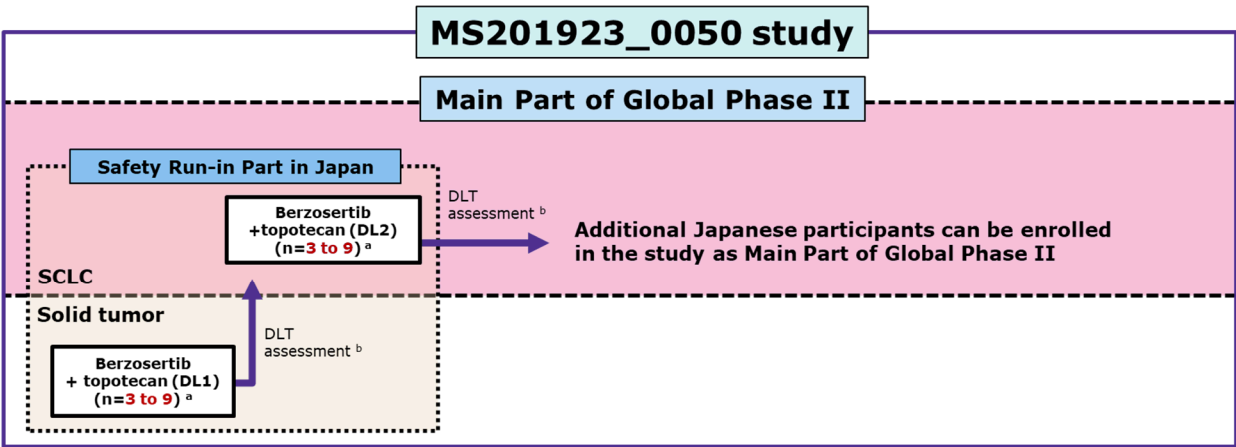 MS201923_0050 study
Main Part of Global Phase II
Safety Run-in Part in Japan
Berzosertib
+topotecan (DL2)
(n=3 to 9) a
DLT
assessment b
Additional Japanese participants can be enrolled
in the study as Main Part of Global Phase II
SCLC
Solid tumor
DLT
assessment b
Berzosertib
+ topotecan (DL1)
(n=3 to 9) a